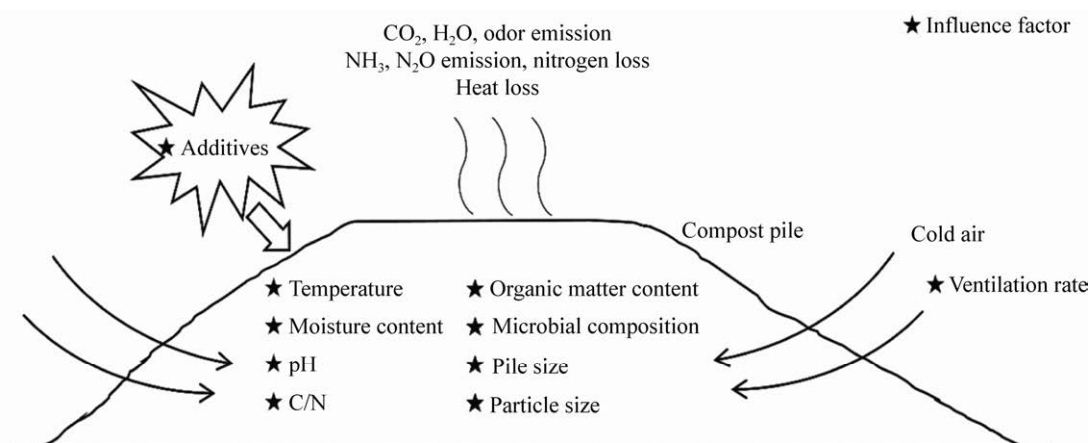 ★ Influence factor
CO₂, H₂O, odor emission
NH₃, N₂O emission, nitrogen loss
Heat loss
★ Additives
Compost pile
Cold air
★ Ventilation rate
★ Temperature
★ Moisture content
★ pH
★ C/N
★ Organic matter content
★ Microbial composition
★ Pile size
★ Particle size